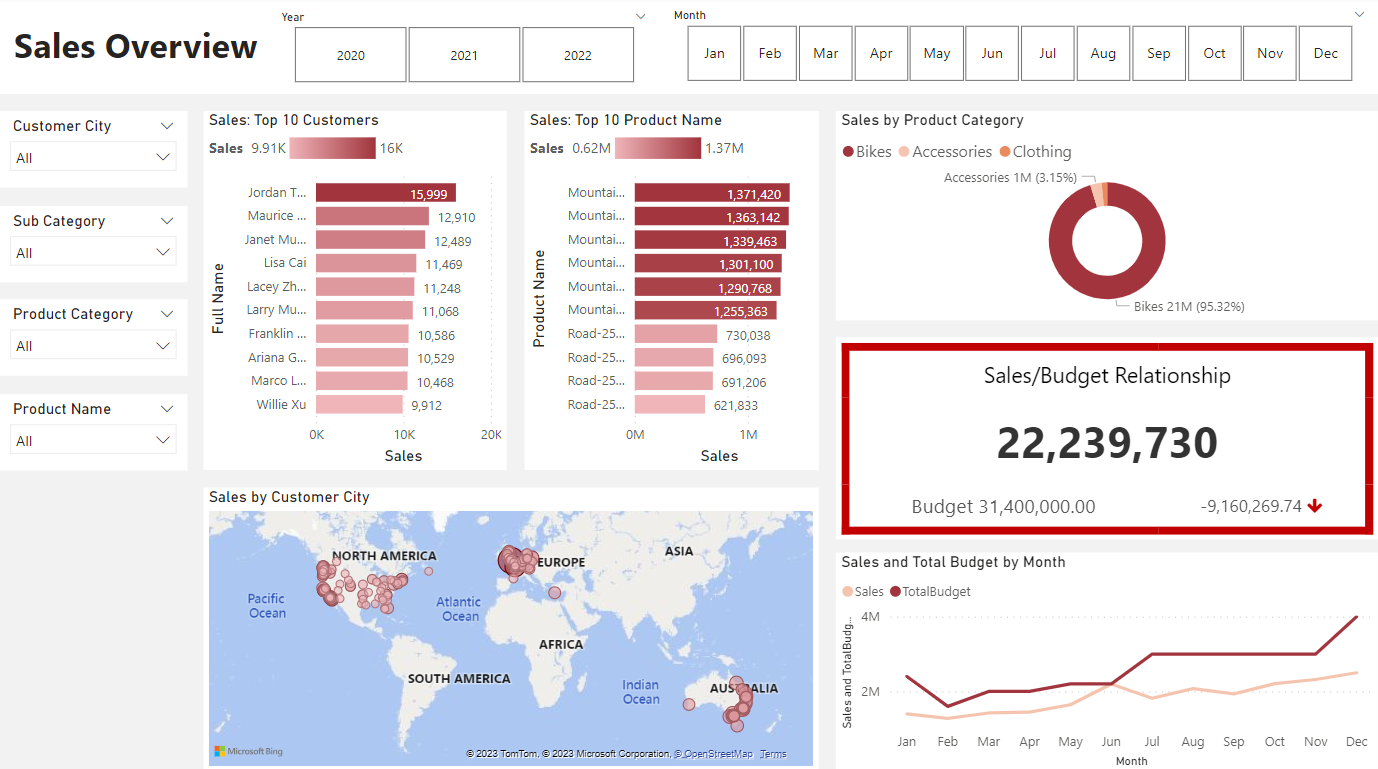 Sales Overview
Year
2020 2021 2022
Month
Jan Feb Mar Apr May Jun Jul Aug Sep Oct Nov Dec
Customer City
All
Sub Category
All
Product Category
All
Product Name
All
Sales: Top 10 Customers
Sales 9.91K 16K
Full Name
Jordan T... 15,999
Maurice ... 12,910
Janet Mu... 12,489
Lisa Cai 11,469
Lacey Zh... 11,248
Larry Mu... 11,068
Franklin ... 10,586
Ariana G... 10,529
Marco L... 10,468
Willie Xu 9,912
0K 10K 20K
Sales
Sales: Top 10 Product Name
Sales 0.62M 1.37M
Product Name
Mountai... 1,371,420
Mountai... 1,363,142
Mountai... 1,339,463
Mountai... 1,301,100
Mountai... 1,290,768
Mountai... 1,255,363
Road-25... 730,038
Road-25... 696,093
Road-25... 691,206
Road-25... 621,833
0M 1M
Sales
Sales by Product Category
Bikes Accessories Clothing
Accessories 1M (3.15%)
Bikes 21M (95.32%)
Sales/Budget Relationship
22,239,730
Budget 31,400,000.00 -9,160,269.74
Sales by Customer City
NORTH AMERICA
EUROPE
ASIA
Pacific
Ocean
Atlantic
Ocean
AFRICA
SOUTH AMERICA
Indian
Ocean
AUSTRALIA
Microsoft Bing
© 2023 TomTom, © 2023 Microsoft Corporation, © OpenStreetMap Terms
Sales and Total Budget by Month
Sales TotalBudget
Sales and TotalBudg...
4M
2M
Jan Feb Mar Apr May Jun Jul Aug Sep Oct Nov Dec
Month